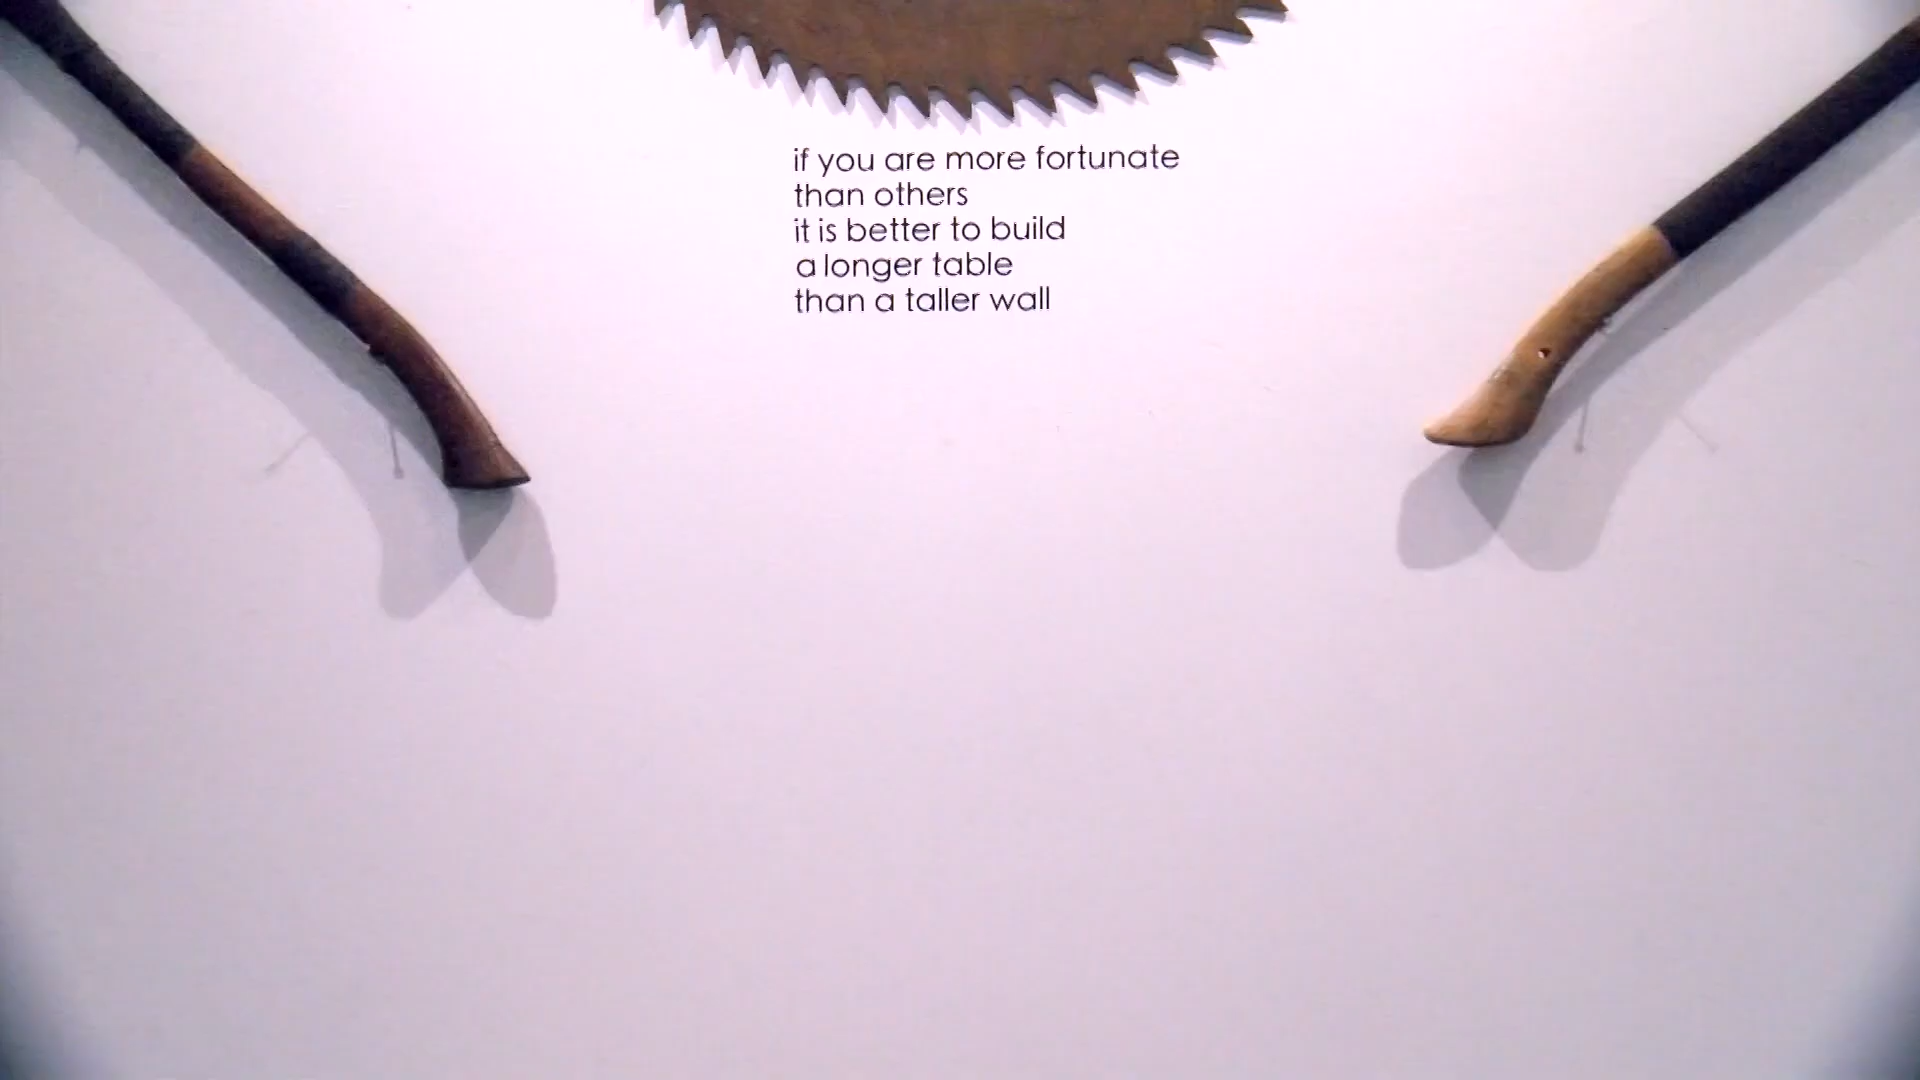 if you are more fortunate
than others
it is better to build
a longer table
than a taller wall